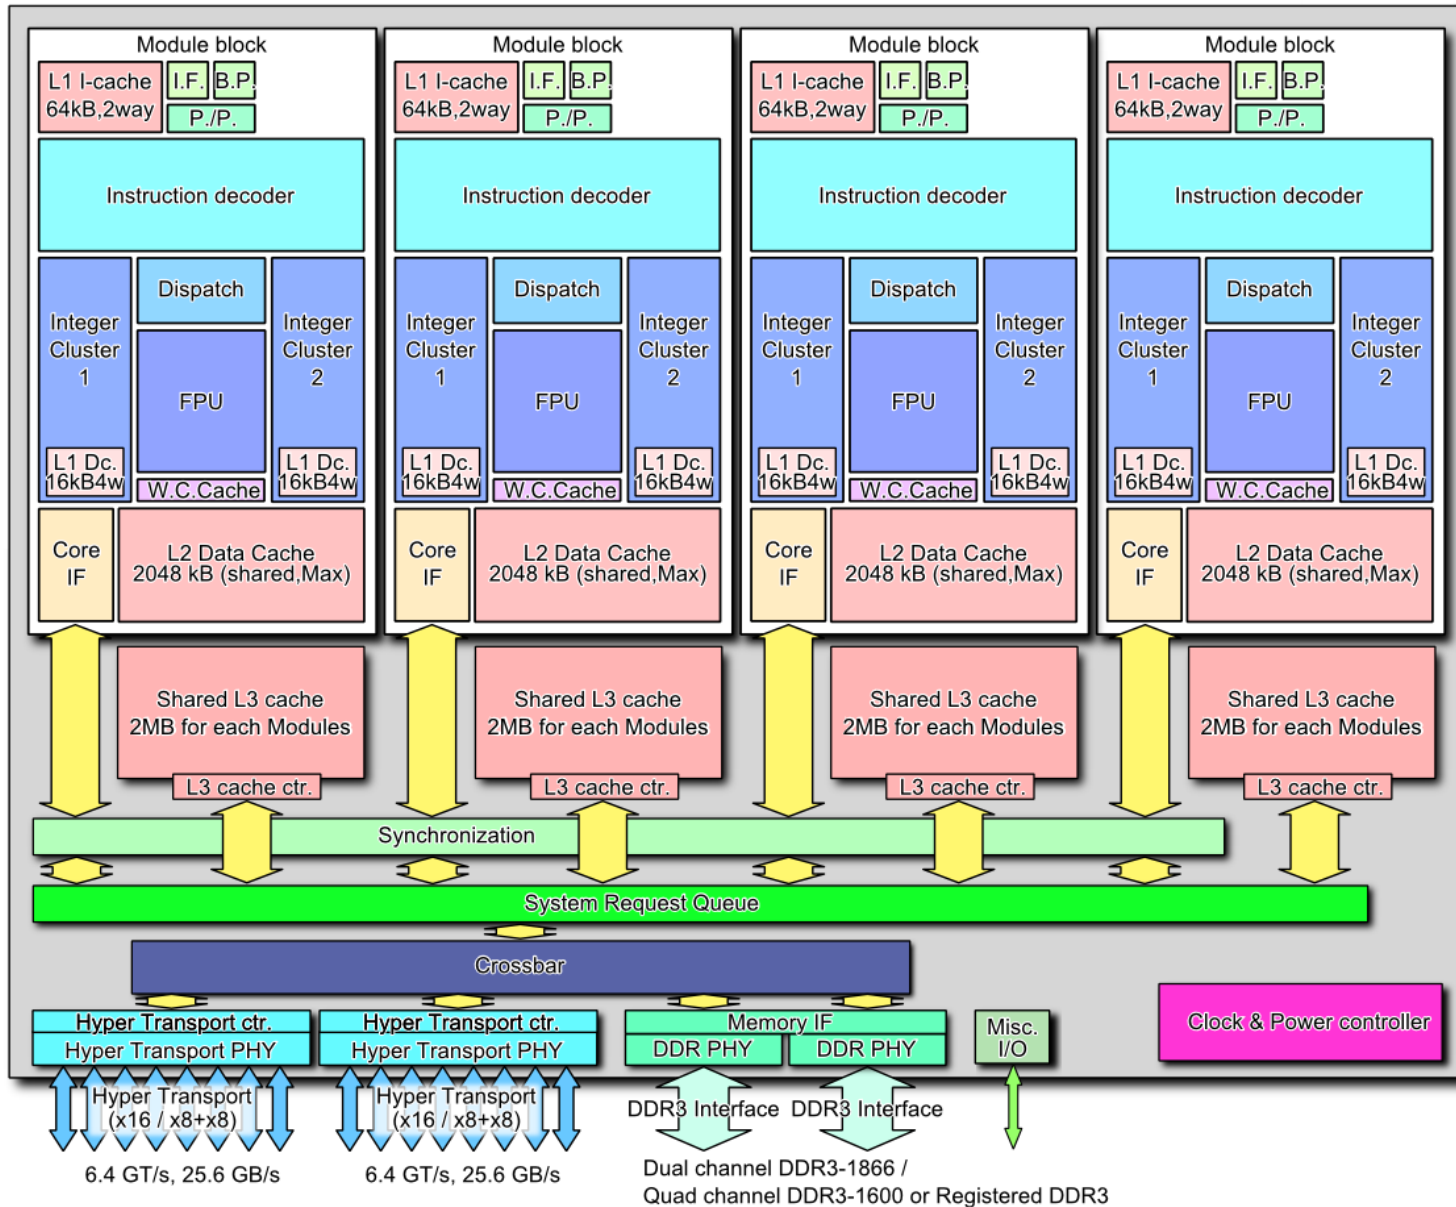 Module block
L1 I-cache
64kB,2way
I.F.
B.P.
P./P.
Instruction decoder
Integer
Cluster
1
Dispatch
FPU
Integer
Cluster
2
L1 Dc.
16kB4w
W.C.Cache
L1 Dc.
16kB4w
Core
IF
L2 Data Cache
2048 kB (shared,Max)
Module block
L1 I-cache
64kB,2way
I.F.
B.P.
P./P.
Instruction decoder
Integer
Cluster
1
Dispatch
FPU
Integer
Cluster
2
L1 Dc.
16kB4w
W.C.Cache
L1 Dc.
16kB4w
Core
IF
L2 Data Cache
2048 kB (shared,Max)
Module block
L1 I-cache
64kB,2way
I.F.
B.P.
P./P.
Instruction decoder
Integer
Cluster
1
Dispatch
FPU
Integer
Cluster
2
L1 Dc.
16kB4w
W.C.Cache
L1 Dc.
16kB4w
Core
IF
L2 Data Cache
2048 kB (shared,Max)
Module block
L1 I-cache
64kB,2way
I.F.
B.P.
P./P.
Instruction decoder
Integer
Cluster
1
Dispatch
FPU
Integer
Cluster
2
L1 Dc.
16kB4w
W.C.Cache
L1 Dc.
16kB4w
Core
IF
L2 Data Cache
2048 kB (shared,Max)
Shared L3 cache
2MB for each Modules
L3 cache ctr.
Shared L3 cache
2MB for each Modules
L3 cache ctr.
Shared L3 cache
2MB for each Modules
L3 cache ctr.
Shared L3 cache
2MB for each Modules
L3 cache ctr.
Synchronization
System Request Queue
Crossbar
Hyper Transport ctr.
Hyper Transport PHY
Hyper Transport ctr.
Hyper Transport PHY
Memory IF
DDR PHY
DDR PHY
Misc.
I/O
Clock & Power controller
Hyper Transport
(x16 / x8+x8)
Hyper Transport
(x16 / x8+x8)
DDR3 Interface
DDR3 Interface
6.4 GT/s, 25.6 GB/s
6.4 GT/s, 25.6 GB/s
Dual channel DDR3-1866 /
Quad channel DDR3-1600 or Registered DDR3